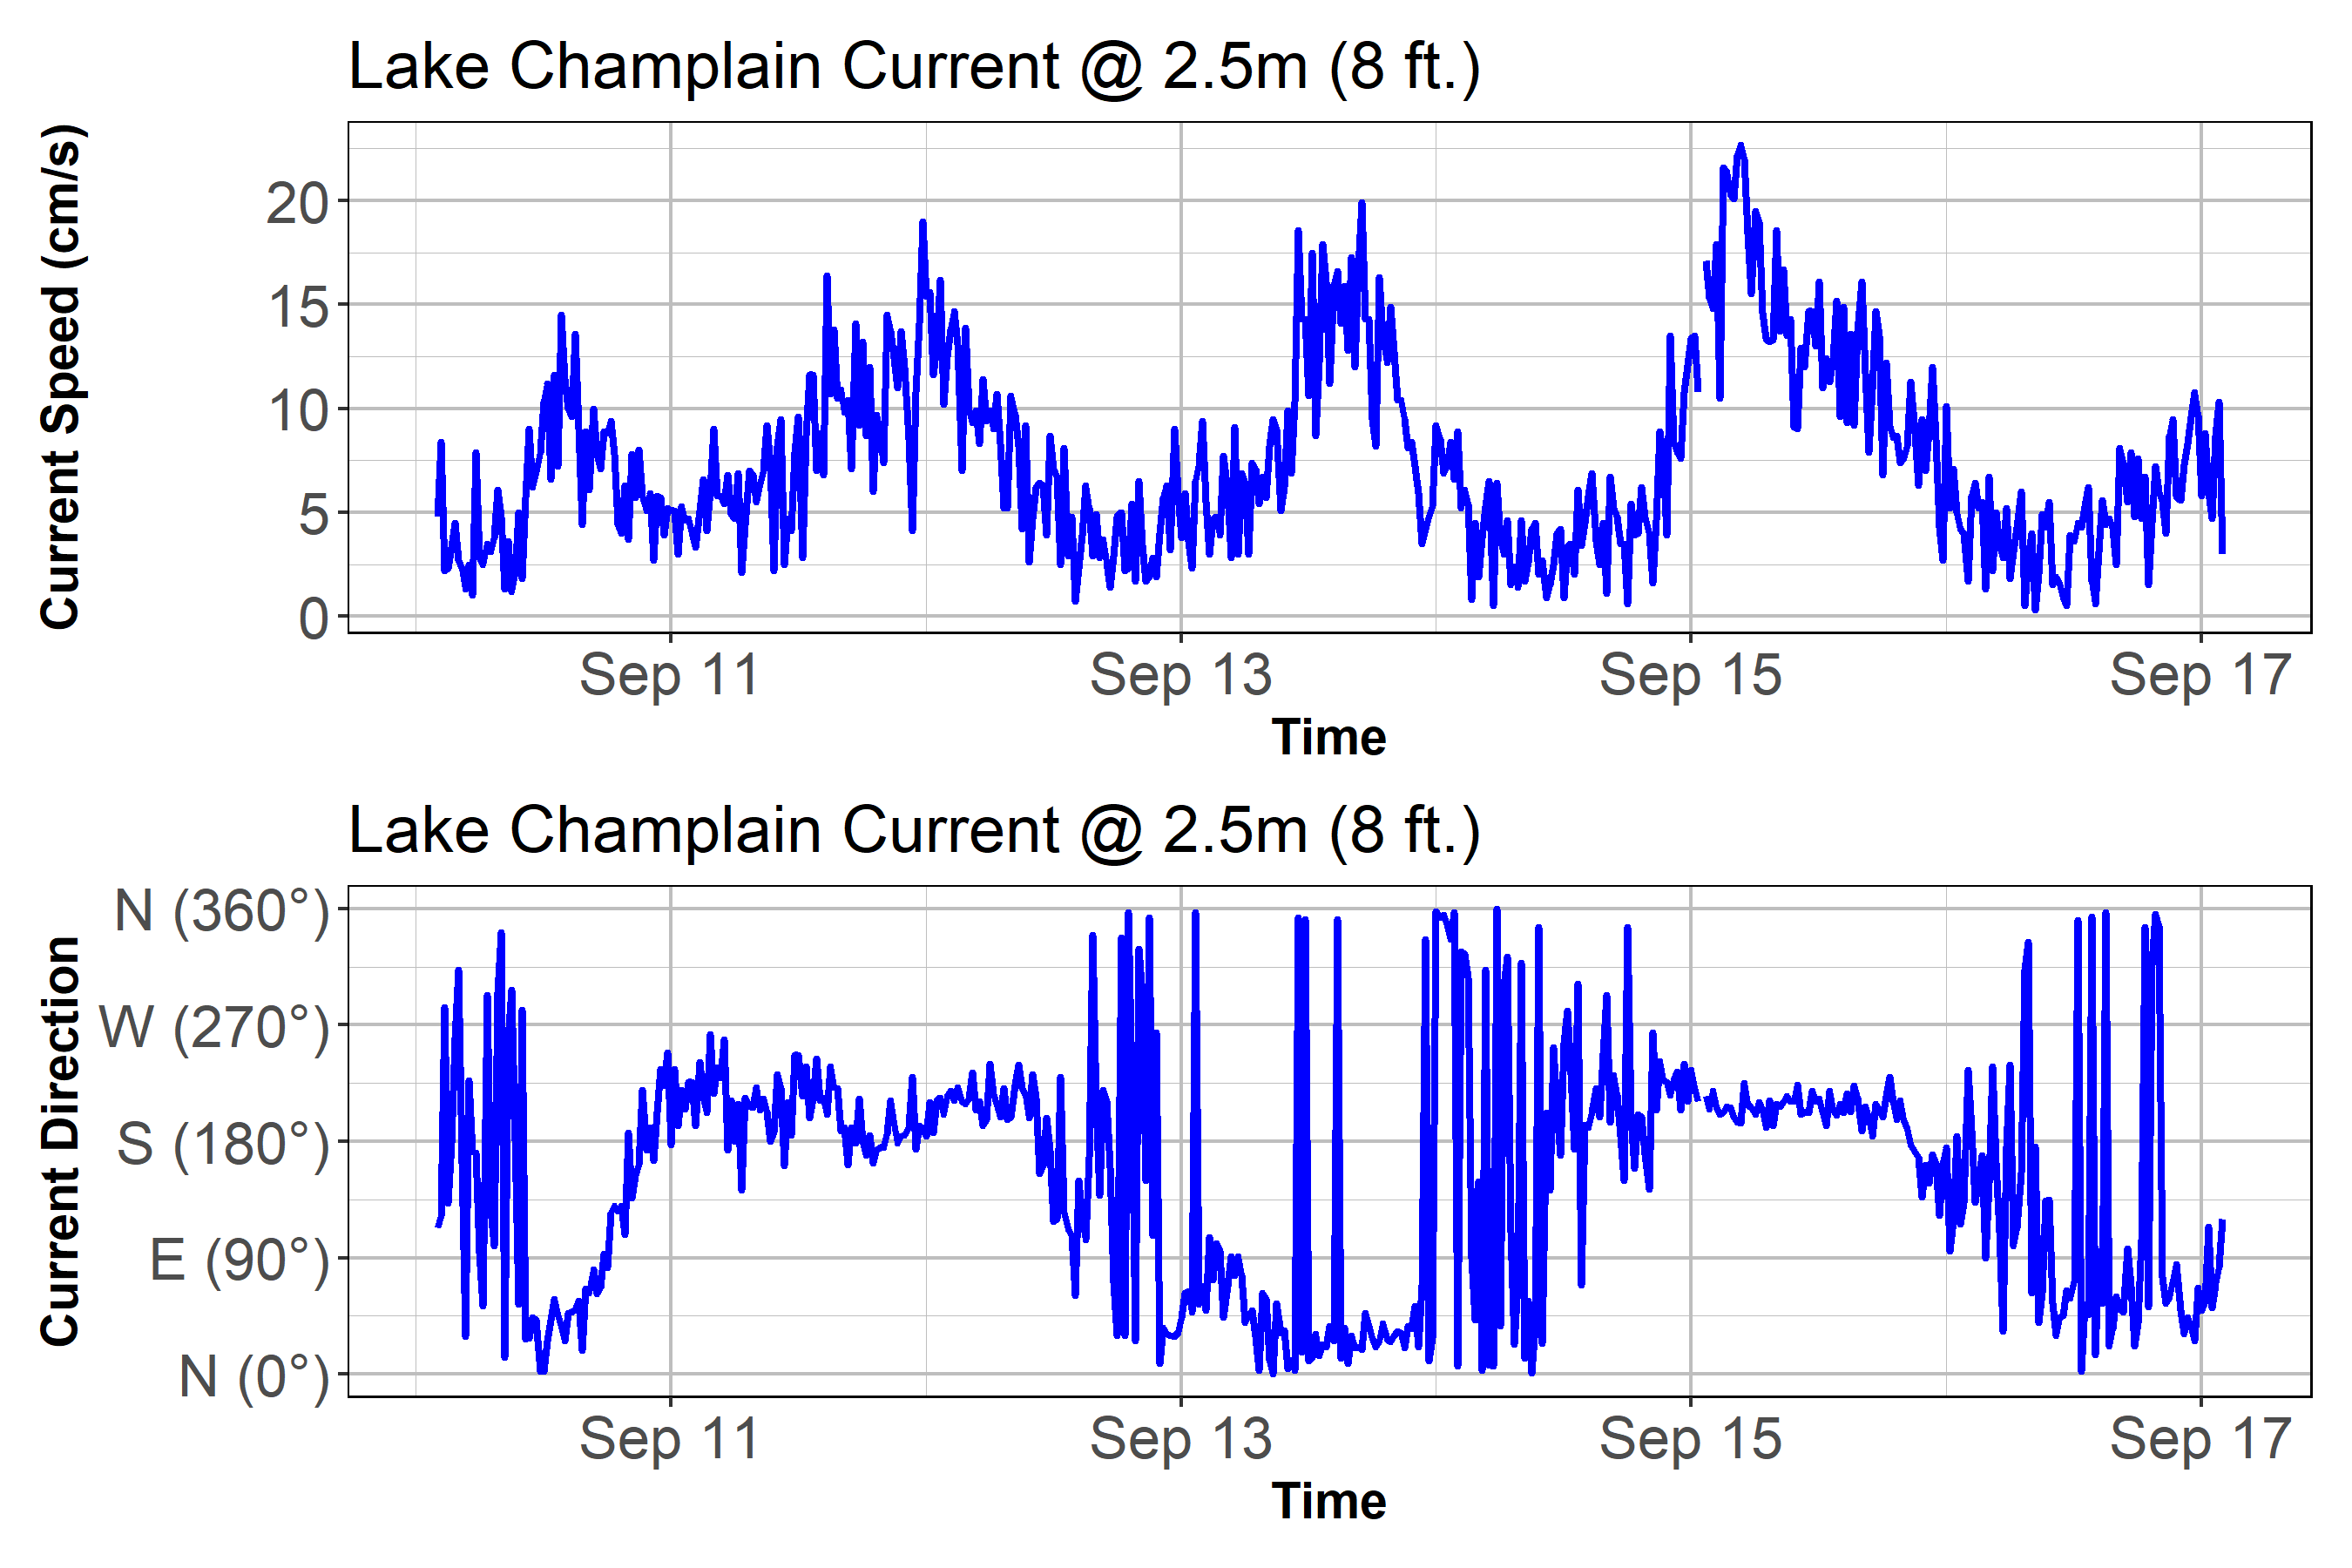 Lake Champlain Current @ 2.5m (8 ft.)
Current Speed (cm/s)
20
15
10
5
0
Sep 11 Sep 13 Sep 15 Sep 17
Time
Lake Champlain Current @ 2.5m (8 ft.)
Current Direction
N (360°)
W (270°)
S (180°)
E (90°)
N (0°)
Sep 11 Sep 13 Sep 15 Sep 17
Time